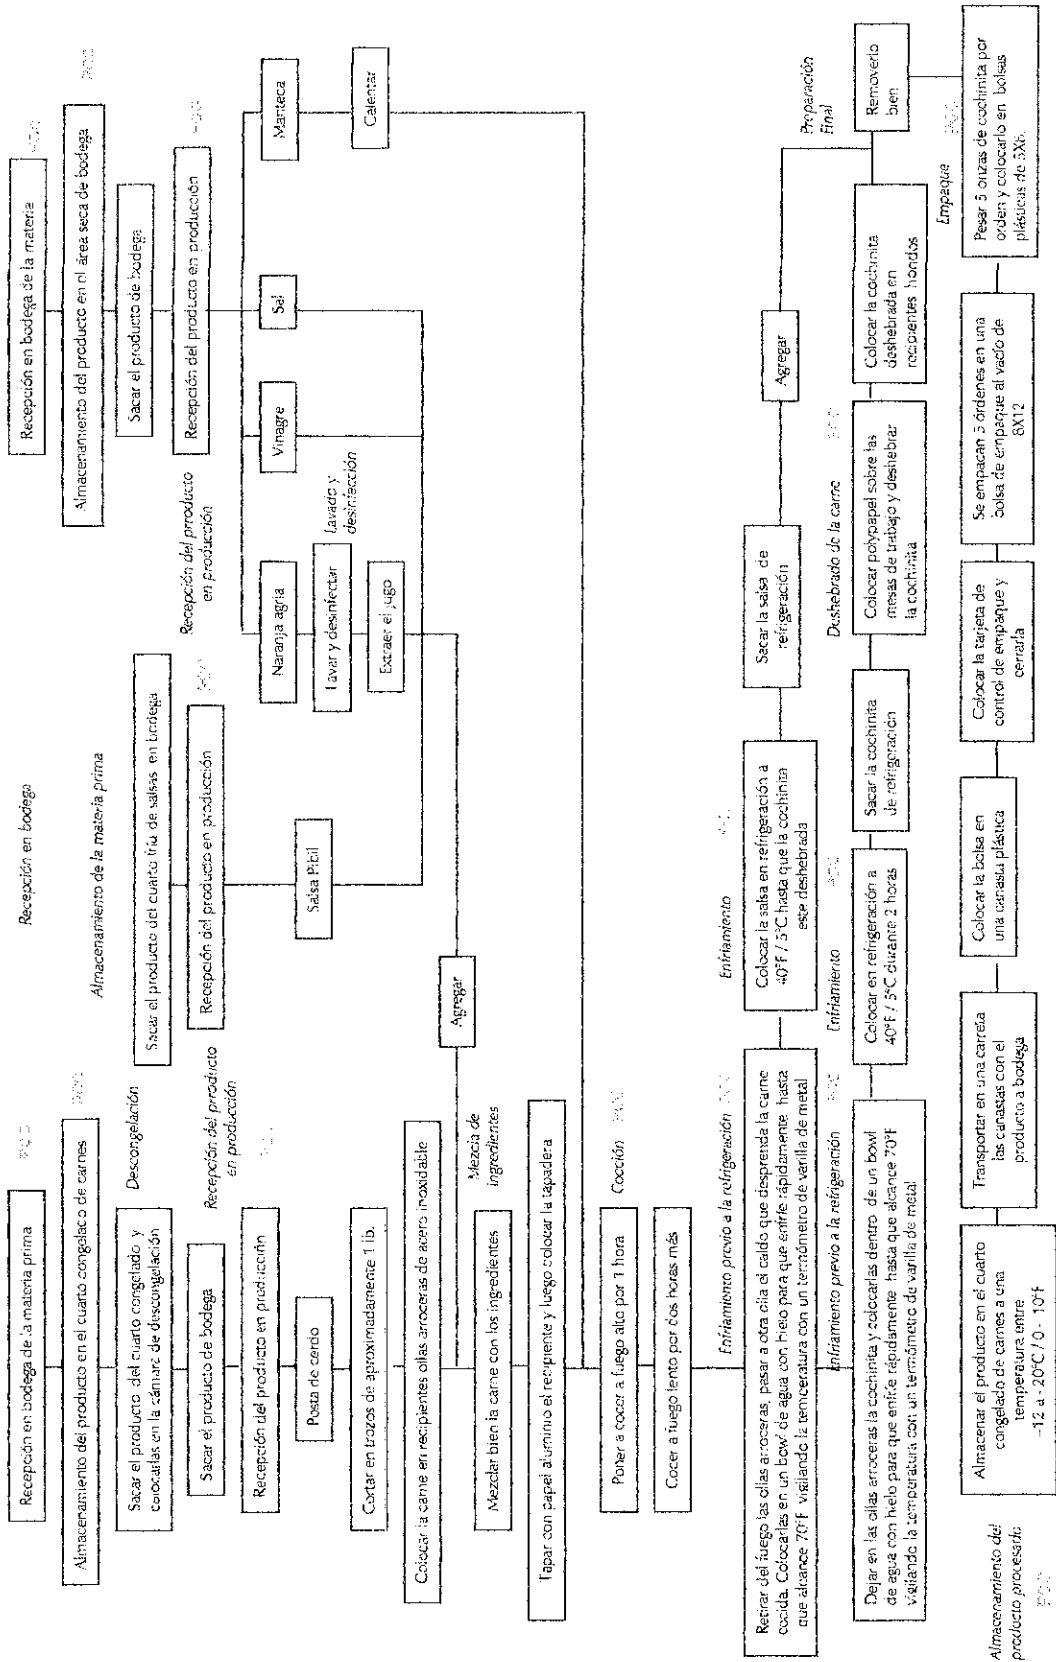 Recepción en bodega
Recepción en bodega de la materia prima
Recepción en bodega de la materia
Almacenamiento del producto en el cuarto congelaco de carnes
Almacenamiento de la materia prima
Almacenamiento del producto en el área seca de bodega
Descongelación
Sacar el producto del cuarto congelado y
colocarlas en la cámara de descongelación
Sacar el producto del cuarto frío de salsas en bodega
Sacar el producto de bodega
Sacar el producto de bodega
Recepción del prroducto
en producción
Recepción del producto en producción
Recepción del producto en producción
Recepción del prroducto
en producción
Recepción del producto en producción
Posta de cerdo
Salsa Pibil
Naranja agria
Vinagre
Sal
Manteca
Lavar y desinfectar
Lavado y
desinfección
Extraer el jugo
Calentar
Cortar en trozos de aproximadamente 1 lb.
Colocar la carne en recipientes ollas arroceras de acero inoxidable
Agregar
Mezcla de
ingredientes
Mezclar bien la carne con los ingredientes
Tapar con papel aluminio el recipiente y luego colocar la tapadera
Cocción
Poner a cocer a fuego alto por 1 hora
Cocer a fuego lento por dos horas más
Enfriamiento previo a la refrigeración
Retirar del fuego las ollas arroceras, pasar a otra olla el caldo que desprenda la carne
cocida. Colocarlas en un bowl de agua con hielo para que enfríe rápidamente hasta
que alcance 70°F vigilando la temperatura con un termómetro de varilla de metal
Enfriamiento
Colocar la salsa en refrigeración a
40°F / 5°C hasta que la cochinita
este deshebrada
Sacar la salsa de
refrigeración
Agregar
Preparación
Final
Enfriamiento previo a la refrigeración
Dejar en las ollas arroceras la cochinita y colocarlas dentro de un bowl
de agua con hielo para que enfríe rápidamente hasta que alcance 70°F
vigilando la temperatura con un termómetro de varilla de metal
Enfriamiento
Colocar en refrigeración a
40°F / 5°C durante 2 horas
Sacar la cochinita
de refrigeración
Deshebrado de la carne
Colocar polypapel sobre las
mesas de trabajo y deshebrar
la cochinita
Colocar la cochinita
deshebrada en
recipientes hondos
Removerlo
bien
Empaque
Pesar 5 onzas de cochinita por
orden y colocarlo en bolsas
plásticas de 5X6.
Se empacan 5 órdenes en una
bolsa de empaque al vacío de
8X12
Colocar la tarjeta de
control de empaque y
cerrarla
Colocar la bolsa en
una canasta plástica
Transportar en una carreta
las canastas con el
producto a bodega
Almacenar el producto en el cuarto
congelado de carnes a una
temperatura entre
-12 a - 20°C / 0 - 10°F
Almacenamiento del
producto procesado